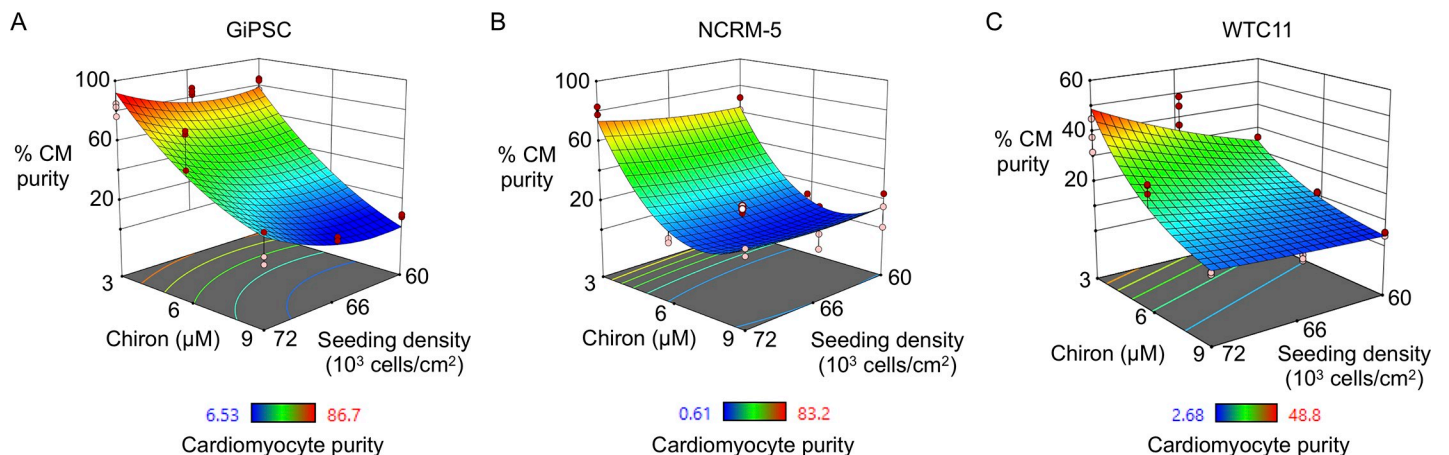 A
GiPSC
100
60
20
% CM
purity
3
6
9
72
66
60
Chiron (µM)
Seeding density
(10³ cells/cm²)
6.53
86.7
Cardiomyocyte purity
B
NCRM-5
100
60
20
% CM
purity
3
6
9
72
66
60
Chiron (µM)
Seeding density
(10³ cells/cm²)
0.61
83.2
Cardiomyocyte purity
C
WTC11
60
40
20
% CM
purity
3
6
9
72
66
60
Chiron (µM)
Seeding density
(10³ cells/cm²)
2.68
48.8
Cardiomyocyte purity